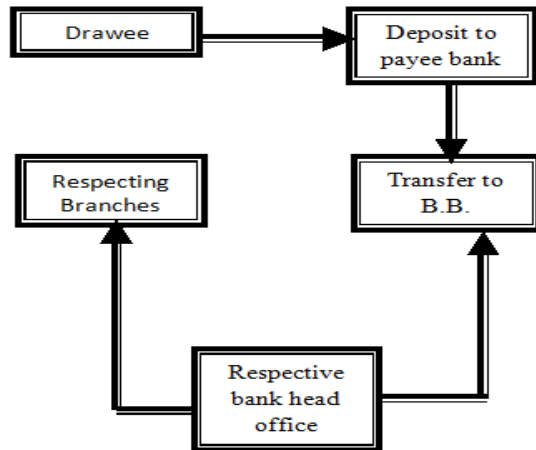 Drawee
Deposit to
payee bank
Respecting
Branches
Transfer to
B.B.
Respective
bank head
office